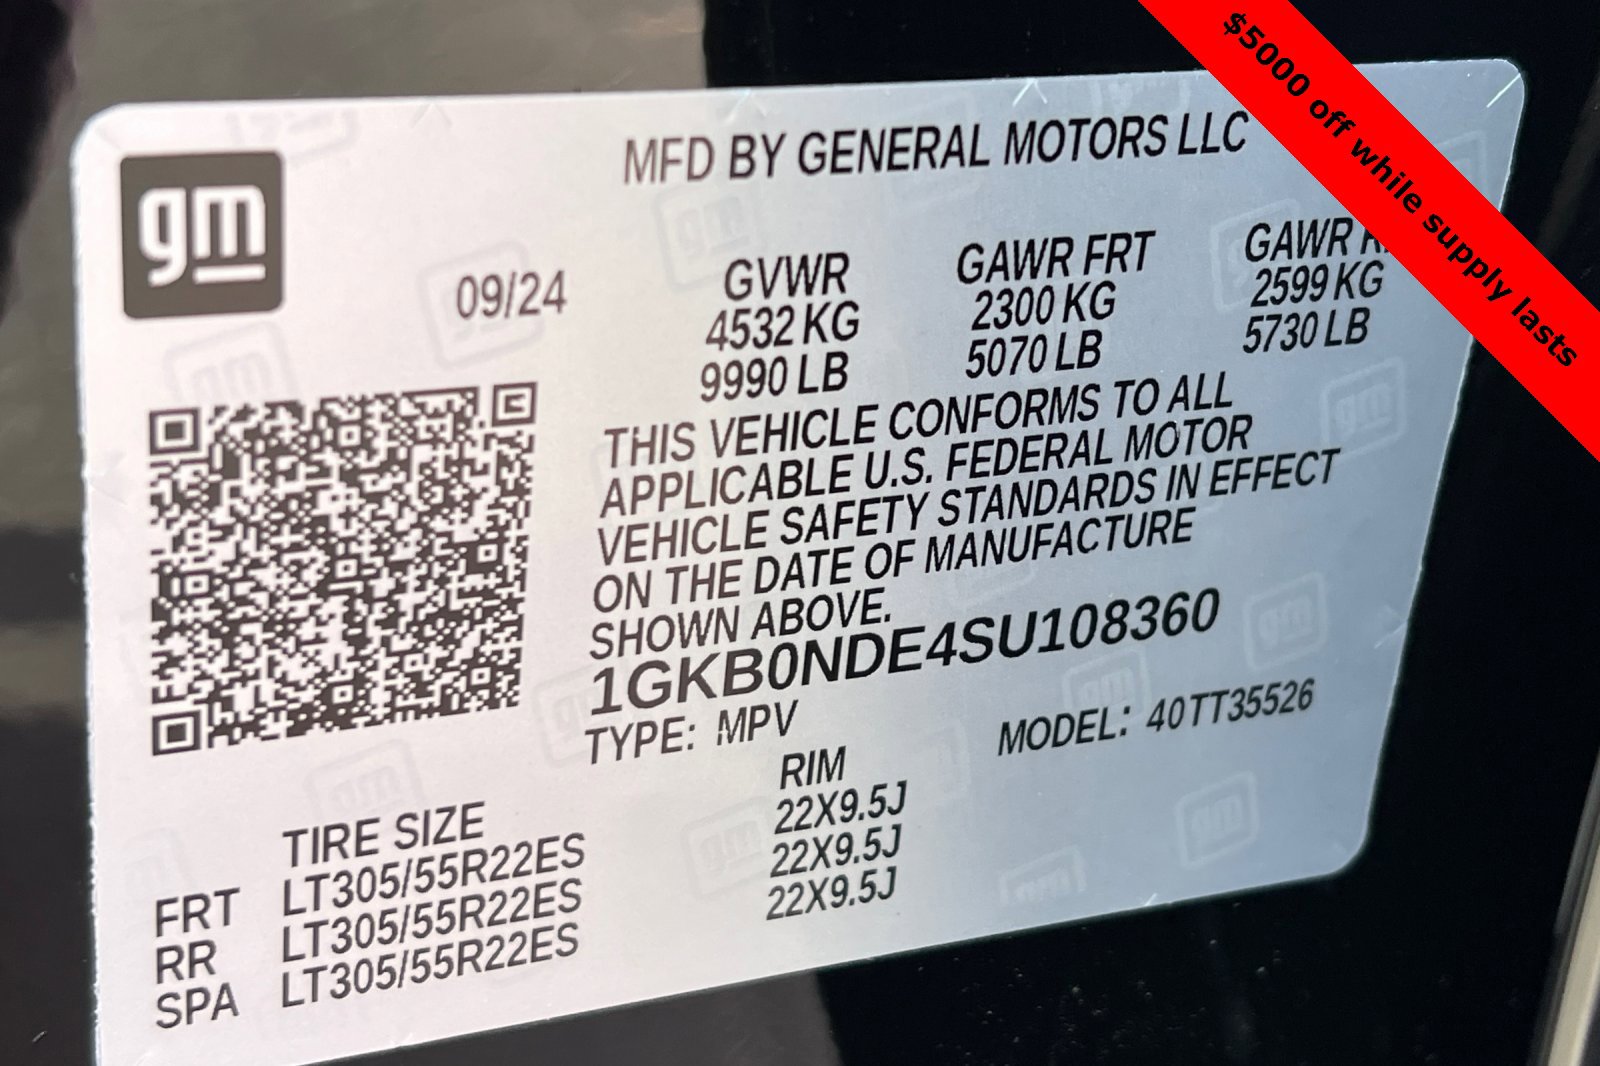 $5000 off while supply lasts
gm
MFD BY GENERAL MOTORS LLC
09/24
GVWR GAWR FRT GAWR
4532 KG 2300 KG 2599 KG
9990 LB 5070 LB 5730 LB
THIS VEHICLE CONFORMS TO ALL
APPLICABLE U.S. FEDERAL MOTOR
VEHICLE SAFETY STANDARDS IN EFFECT
ON THE DATE OF MANUFACTURE
SHOWN ABOVE.
1GKB0NDE4SU108360
TYPE: MPV MODEL: 40TT35526
TIRE SIZE RIM
FRT LT305/55R22ES 22X9.5J
RR LT305/55R22ES 22X9.5J
SPA LT305/55R22ES 22X9.5J